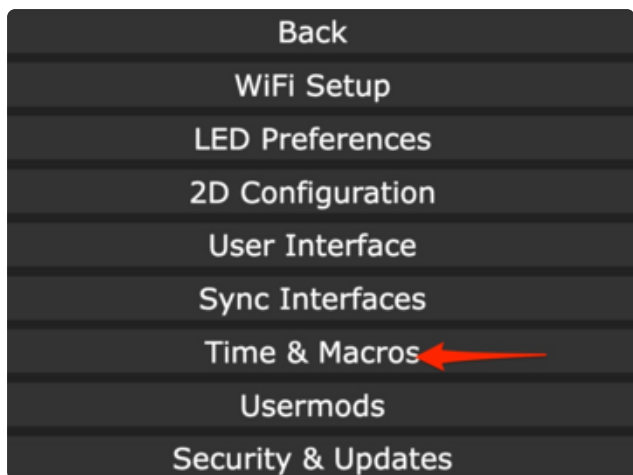 Back
WiFi Setup
LED Preferences
2D Configuration
User Interface
Sync Interfaces
Time & Macros
Usermods
Security & Updates